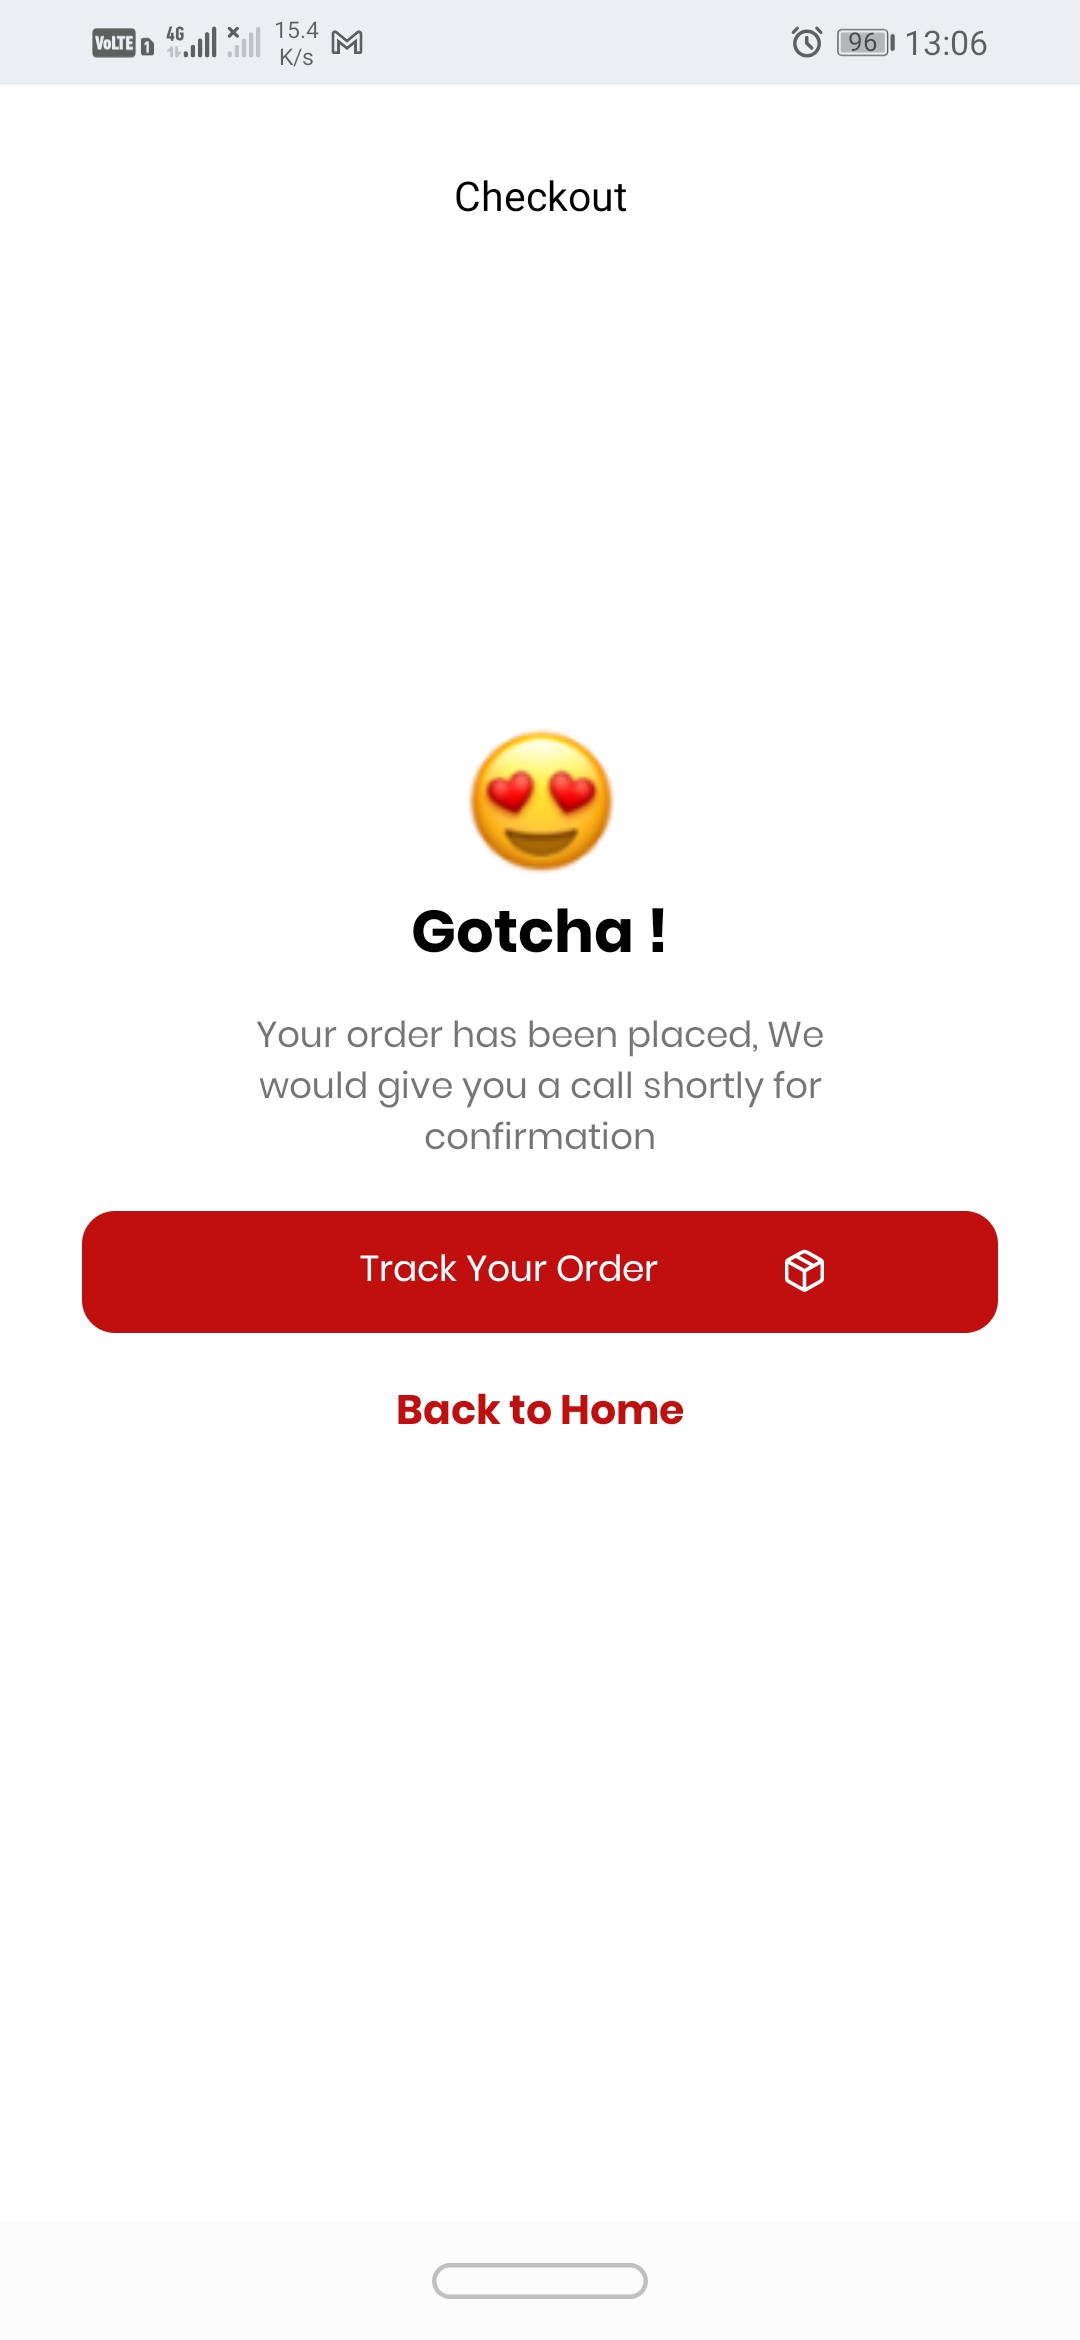 VoLTE 1 4G 15.4 K/s 96 13:06
Checkout
Gotcha !
Your order has been placed, We
would give you a call shortly for
confirmation
Track Your Order
Back to Home